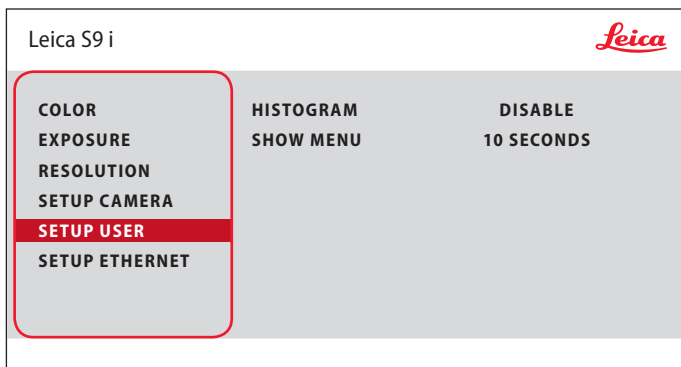 Leica S9 i
Leica
COLOR HISTOGRAM DISABLE
EXPOSURE SHOW MENU 10 SECONDS
RESOLUTION
SETUP CAMERA
SETUP USER
SETUP ETHERNET